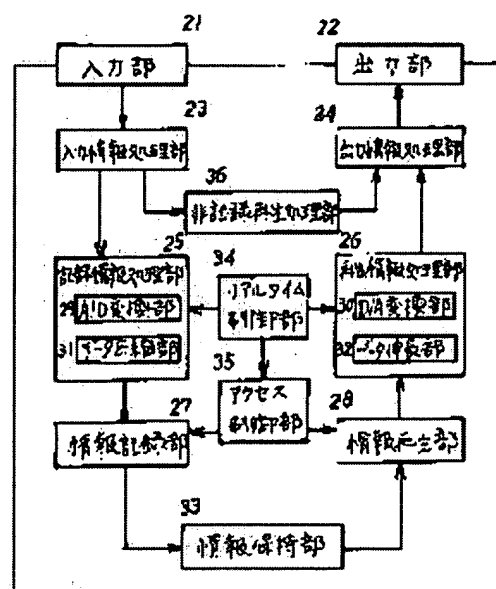 21
入力部
22
出力部
23
入力情報処理部
24
出力情報処理部
36
非記録再生処理部
25
記録情報処理部
29
A/D変換部
31
データ圧縮部
34
リアルタイム
制御部
26
再生情報処理部
30
D/A変換部
32
データ伸長部
35
アクセス
制御部
27
情報記録部
28
情報再生部
33
情報保持部